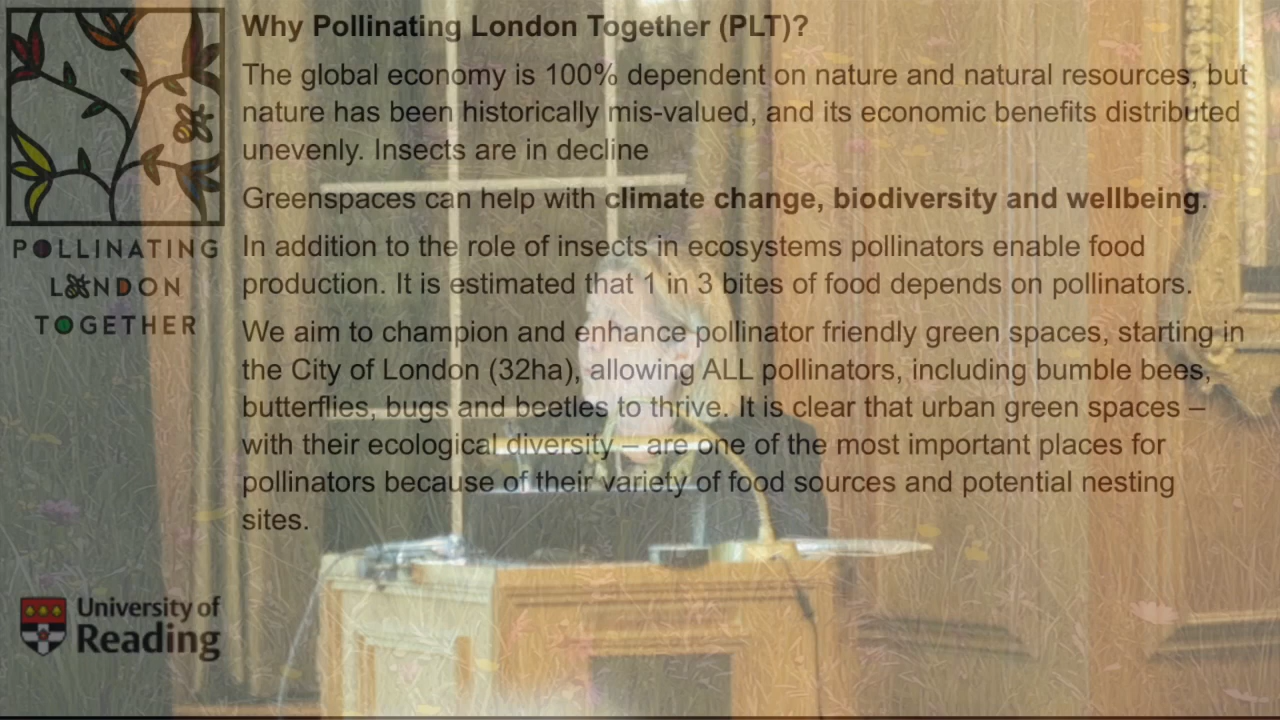 Why Pollinating London Together (PLT)?
The global economy is 100% dependent on nature and natural resources, but
nature has been historically mis-valued, and its economic benefits distributed
unevenly. Insects are in decline
Greenspaces can help with climate change, biodiversity and wellbeing.
In addition to the role of insects in ecosystems pollinators enable food
production. It is estimated that 1 in 3 bites of food depends on pollinators.
We aim to champion and enhance pollinator friendly green spaces, starting in
the City of London (32ha), allowing ALL pollinators, including bumble bees,
butterflies, bugs and beetles to thrive. It is clear that urban green spaces –
with their ecological diversity – are one of the most important places for
pollinators because of their variety of food sources and potential nesting
sites.
POLLINATING
LONDON
TOGETHER
University of
Reading